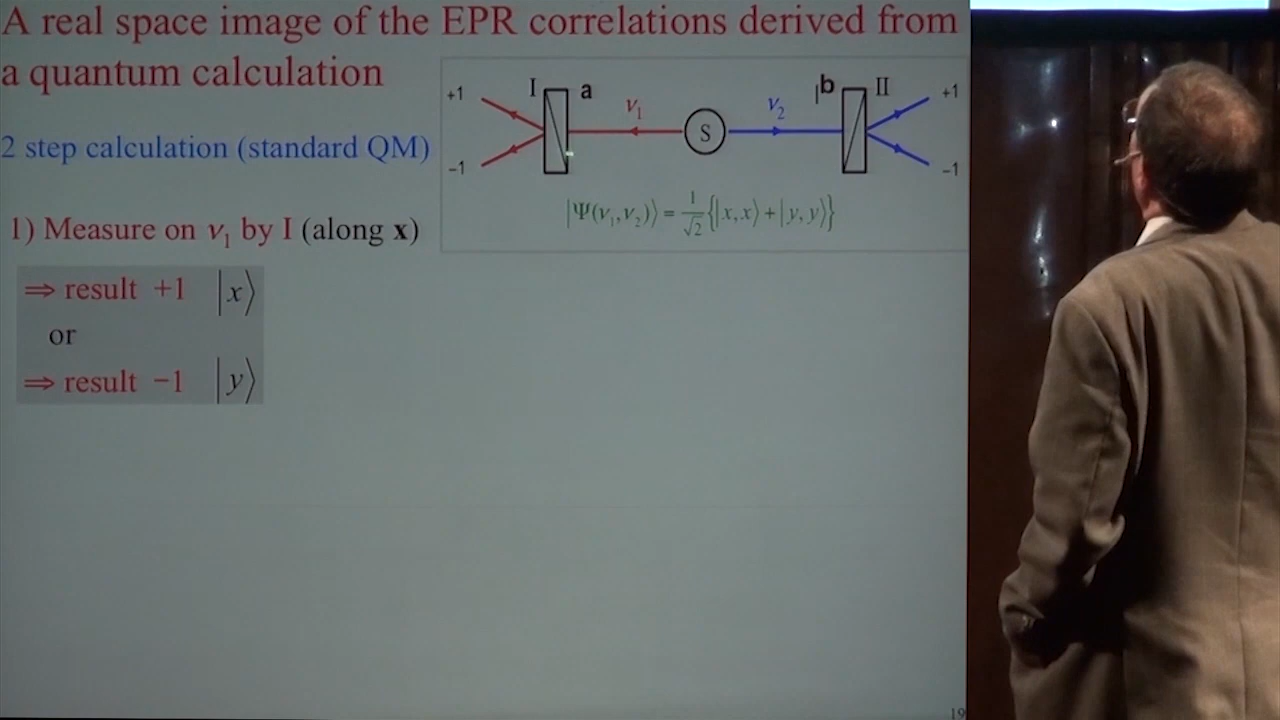 A real space image of the EPR correlations derived from
a quantum calculation
2 step calculation (standard QM)
+1 I a ν₁ S ν₂ b II +1
−1 −1
|Ψ(ν₁,ν₂)⟩ = 1/√2 {|x, x⟩ + |y, y⟩}
1) Measure on ν₁ by I (along x)
⇒ result +1 |x⟩
or
⇒ result −1 |y⟩
19